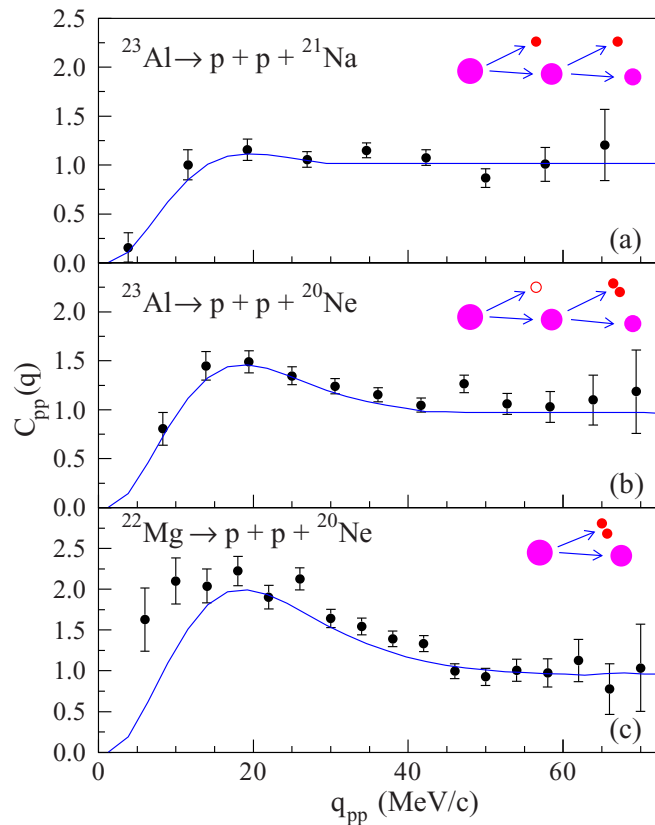 2.5
²³Al → p + p + ²¹Na
2.0
1.5
1.0
0.5
(a)
0.0
²³Al → p + p + ²⁰Ne
2.0
1.5
1.0
0.5
(b)
0.0
C_pp(q)
²²Mg → p + p + ²⁰Ne
2.5
2.0
1.5
1.0
0.5
(c)
0.0
0 20 40 60
q_pp (MeV/c)